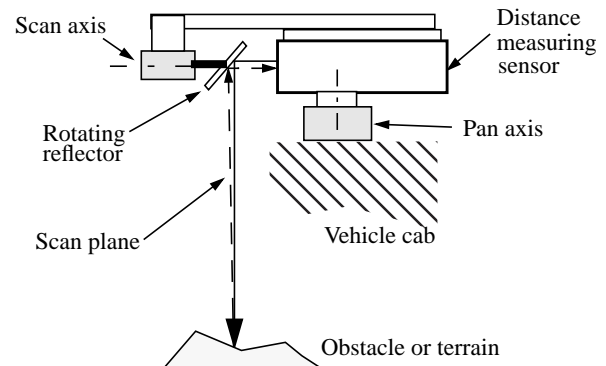 Scan axis
Distance
measuring
sensor
Rotating
reflector
Pan axis
Scan plane
Vehicle cab
Obstacle or terrain